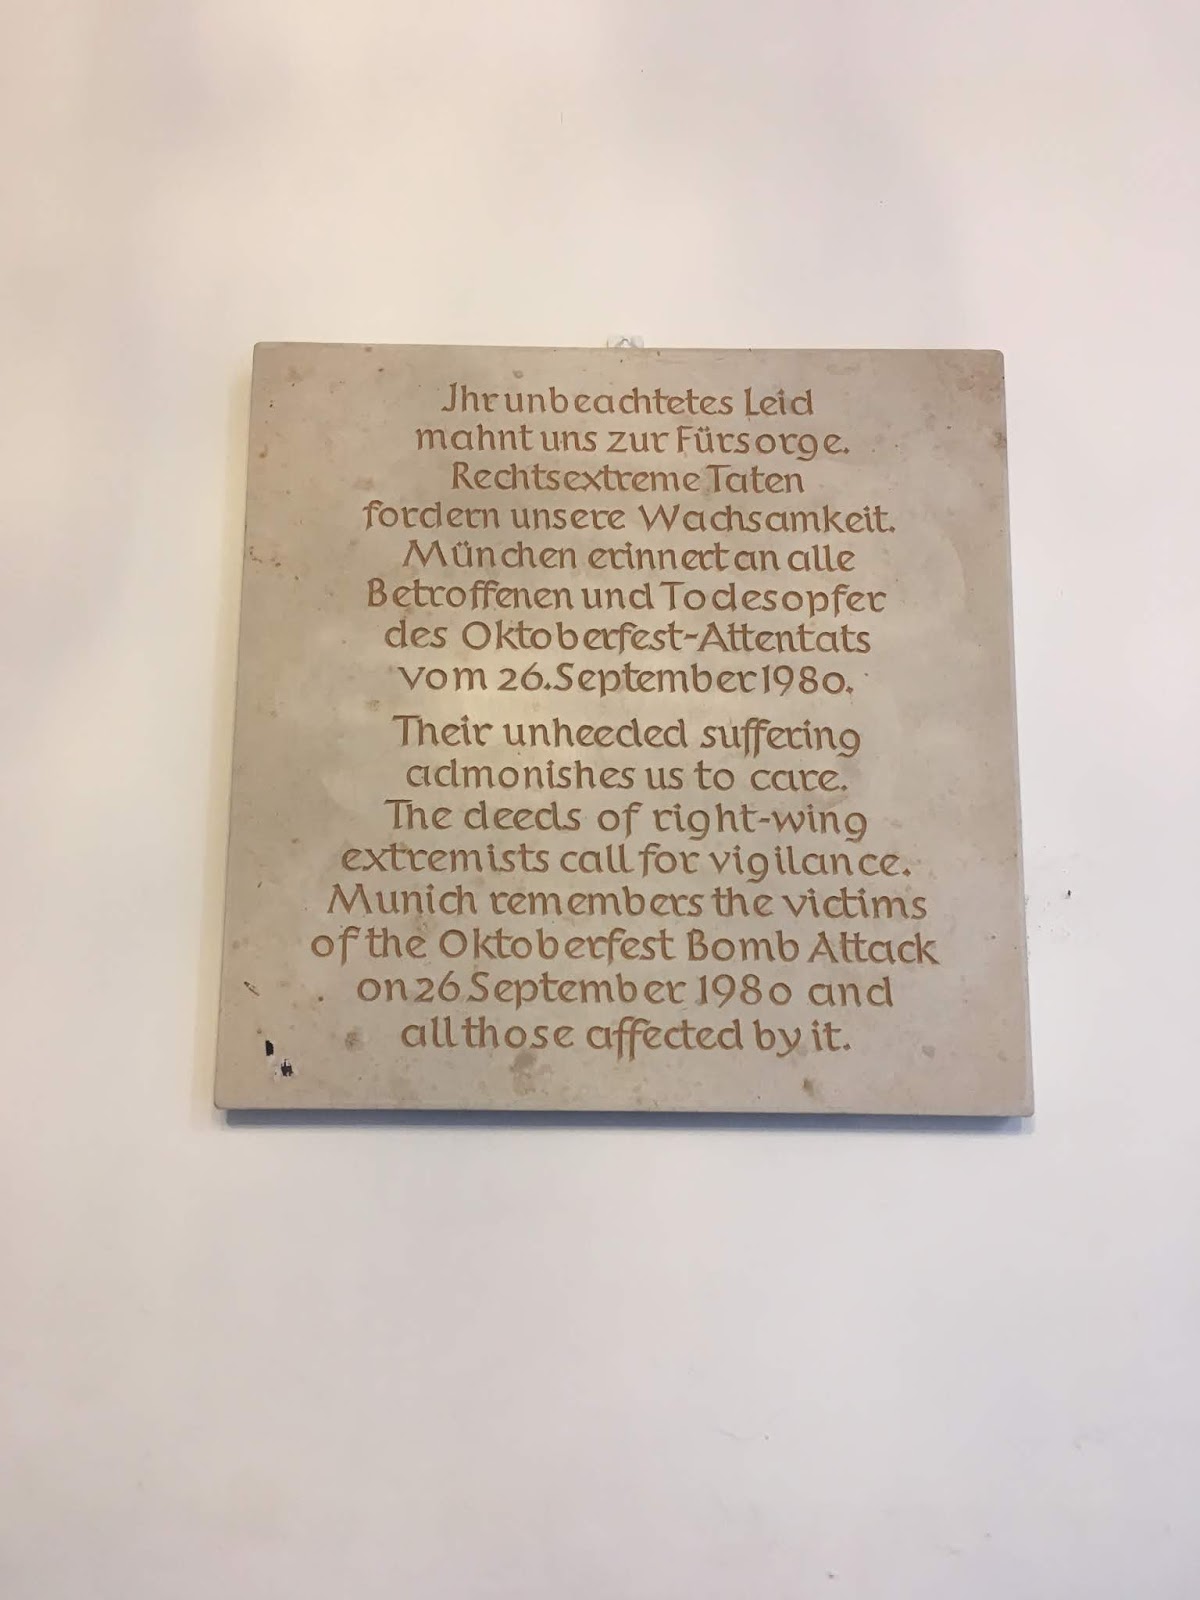 Ihr unbeachtetes Leid
mahnt uns zur Fürsorge.
Rechtsextreme Taten
fordern unsere Wachsamkeit.
München erinnert an alle
Betroffenen und Todesopfer
des Oktoberfest-Attentats
vom 26. September 1980.
Their unheeded suffering
admonishes us to care.
The deeds of right-wing
extremists call for vigilance.
Munich remembers the victims
of the Oktoberfest Bomb Attack
on 26 September 1980 and
all those affected by it.